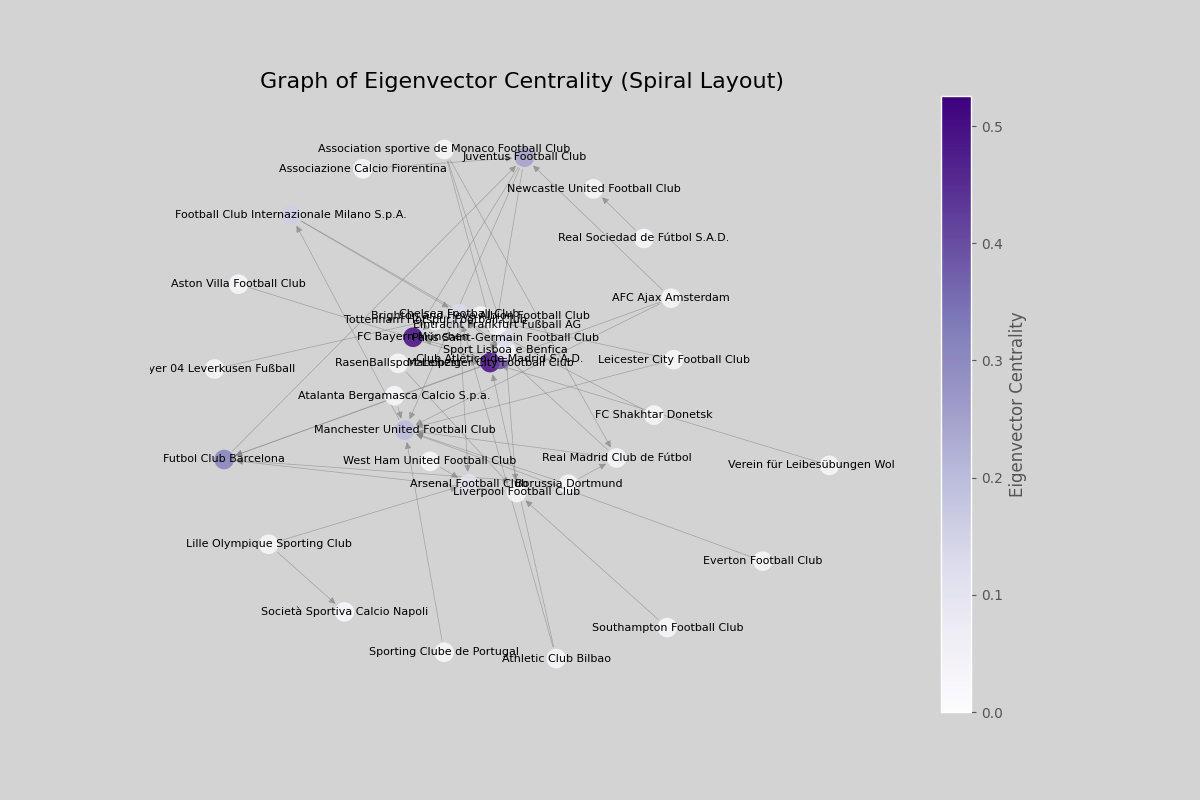 Graph of Eigenvector Centrality (Spiral Layout)
Association sportive de Monaco Football Club
Juventus Football Club
Associazione Calcio Fiorentina
Newcastle United Football Club
Football Club Internazionale Milano S.p.A.
Real Sociedad de Fútbol S.A.D.
Aston Villa Football Club
AFC Ajax Amsterdam
Chelsea Football Club
Brighton and Hove Albion Football Club
Tottenham Hotspur Football Club
Eintracht Frankfurt Fußball AG
FC Bayern München
Paris Saint-Germain Football Club
Sport Lisboa e Benfica
Club Atlético de Madrid S.A.D.
Leicester City Football Club
RasenBallsport Leipzig
Manchester City Football Club
yer 04 Leverkusen Fußball
Atalanta Bergamasca Calcio S.p.a.
FC Shakhtar Donetsk
Manchester United Football Club
Futbol Club Barcelona
West Ham United Football Club
Real Madrid Club de Fútbol
Verein für Leibesübungen Wol
Arsenal Football Club
Borussia Dortmund
Liverpool Football Club
Lille Olympique Sporting Club
Everton Football Club
Società Sportiva Calcio Napoli
Southampton Football Club
Sporting Clube de Portugal
Athletic Club Bilbao
0.5
0.4
0.3
0.2
0.1
0.0
Eigenvector Centrality